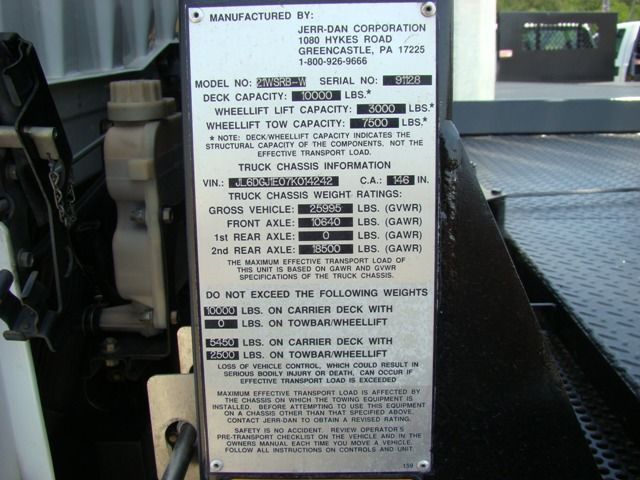 MANUFACTURED BY:
JERR-DAN CORPORATION
1080 HYKES ROAD
GREENCASTLE, PA 17225
1-800-926-9666
MODEL NO: 21WSRB-W SERIAL NO: 91128
DECK CAPACITY: 10000 LBS.*
WHEELLIFT LIFT CAPACITY: 3000 LBS.*
WHEELLIFT TOW CAPACITY: 7500 LBS.*
* NOTE: DECK/WHEELLIFT CAPACITY INDICATES THE
STRUCTURAL CAPACITY OF THE COMPONENTS. NOT THE
EFFECTIVE TRANSPORT LOAD.
TRUCK CHASSIS INFORMATION
VIN.: JL6DGJ1E07K014242 C.A.: 146 IN.
TRUCK CHASSIS WEIGHT RATINGS:
GROSS VEHICLE: 25995 LBS. (GVWR)
FRONT AXLE: 10640 LBS. (GAWR)
1st REAR AXLE: 0 LBS. (GAWR)
2nd REAR AXLE: 18500 LBS. (GAWR)
THE MAXIMUM EFFECTIVE TRANSPORT LOAD OF
THIS UNIT IS BASED ON GAWR AND GVWR
SPECIFICATIONS OF THE TRUCK CHASSIS.
DO NOT EXCEED THE FOLLOWING WEIGHTS
10000 LBS. ON CARRIER DECK WITH
0 LBS. ON TOWBAR/WHEELLIFT
5450 LBS. ON CARRIER DECK WITH
2500 LBS. ON TOWBAR/WHEELLIFT
LOSS OF VEHICLE CONTROL, WHICH COULD RESULT IN
SERIOUS BODILY INJURY OR DEATH, CAN OCCUR IF
EFFECTIVE TRANSPORT LOAD IS EXCEEDED
MAXIMUM EFFECTIVE TRANSPORT LOAD IS AFFECTED BY
THE CHASSIS ON WHICH THE TOWING EQUIPMENT IS
INSTALLED. BEFORE ATTEMPTING TO USE THIS EQUIPMENT
ON A CHASSIS OTHER THAN THAT SPECIFIED ABOVE,
CONTACT JERR-DAN TO OBTAIN A REVISED RATING.
SAFETY IS NO ACCIDENT. REVIEW OPERATOR'S
PRE-TRANSPORT CHECKLIST ON THE VEHICLE AND IN THE
OWNERS MANUAL EACH TIME YOU MOVE A VEHICLE.
FOLLOW ALL INSTRUCTIONS ON CONTROLS AND UNIT.
159